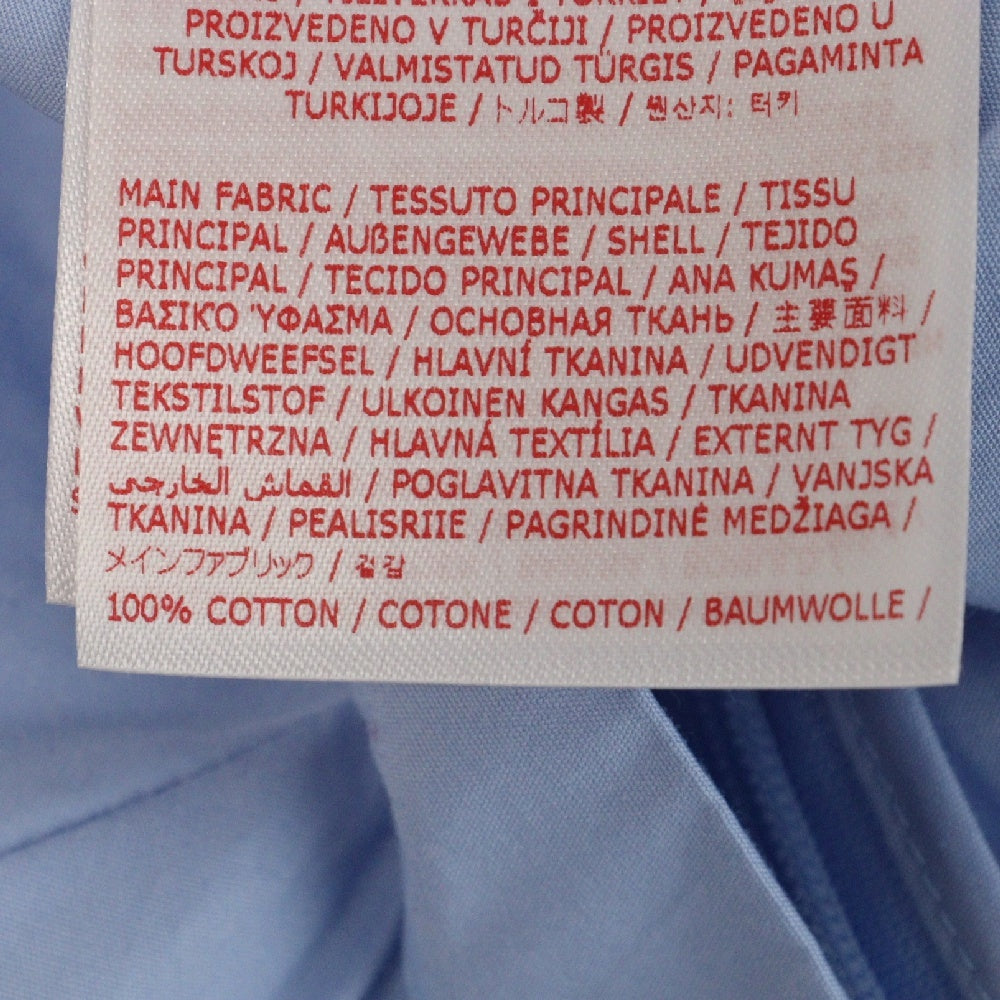 PROIZVEDENO V TURČIJI / PROIZVEDENO U
TURSKOJ / VALMISTATUD TÜRGIS / PAGAMINTA
TURKIJOJE / トルコ製 / 원산지: 터키
MAIN FABRIC / TESSUTO PRINCIPALE / TISSU
PRINCIPAL / AUßENGEWEBE / SHELL / TEJIDO
PRINCIPAL / TECIDO PRINCIPAL / ANA KUMAŞ /
ΒΑΣΙΚΌ ΎΦΑΣΜΑ / ОСНОВНАЯ ТКАНЬ / 主要面料 /
HOOFDWEEFSEL / HLAVNÍ TKANINA / UDVENDIGT
TEKSTILSTOF / ULKOINEN KANGAS / TKANINA
ZEWNĘTRZNA / HLAVNÁ TEXTÍLIA / EXTERNT TYG /
القماش الخارجي / POGLAVITNA TKANINA / VANJSKA
TKANINA / PEALISRIIE / PAGRINDINĖ MEDŽIAGA /
メインファブリック / 겉감
100% COTTON / COTONE / COTON / BAUMWOLLE /